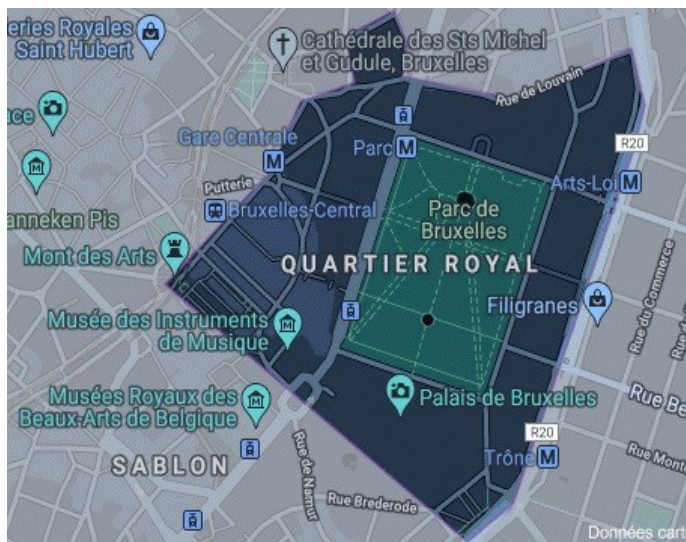 eries Royales
Saint Hubert
Cathédrale des Sts Michel
et Gudule, Bruxelles
Rue de Louvain
ace
Gare Centrale
M
Parc
M
R20
Arts-Loi
M
Putterie
Bruxelles-Central
Parc de
Bruxelles
anneken Pis
Mont des Arts
QUARTIER ROYAL
Filigranes
Rue du Commerce
Musée des Instruments
de Musique
Musées Royaux des
Beaux-Arts de Belgique
Palais de Bruxelles
Rue Be
R20
SABLON
Rue de Namur
Trône
M
Rue Monto
Rue Brederode
Données carto